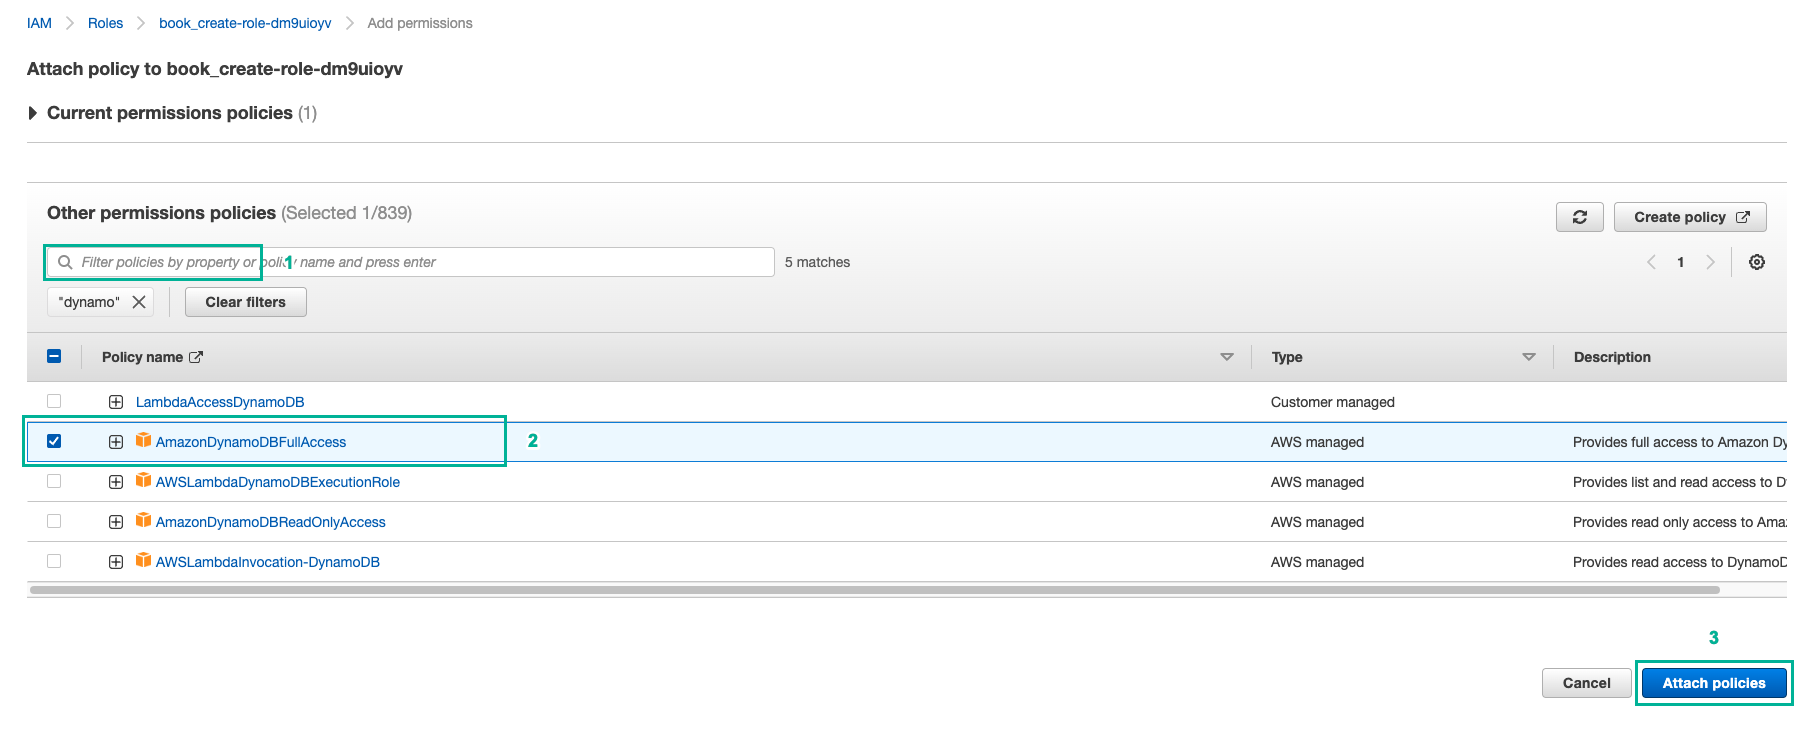 IAM > Roles > book_create-role-dm9uioyv > Add permissions
Attach policy to book_create-role-dm9uioyv
Current permissions policies (1)
Other permissions policies (Selected 1/839)
Create policy
Filter policies by property or policy name and press enter
1
5 matches
1
"dynamo"
Clear filters
Policy name Type Description
LambdaAccessDynamoDB Customer managed
AmazonDynamoDBFullAccess 2 AWS managed Provides full access to Amazon Dy
AWSLambdaDynamoDBExecutionRole AWS managed Provides list and read access to D
AmazonDynamoDBReadOnlyAccess AWS managed Provides read only access to Ama
AWSLambdaInvocation-DynamoDB AWS managed Provides read access to DynamoD
3
Cancel Attach policies